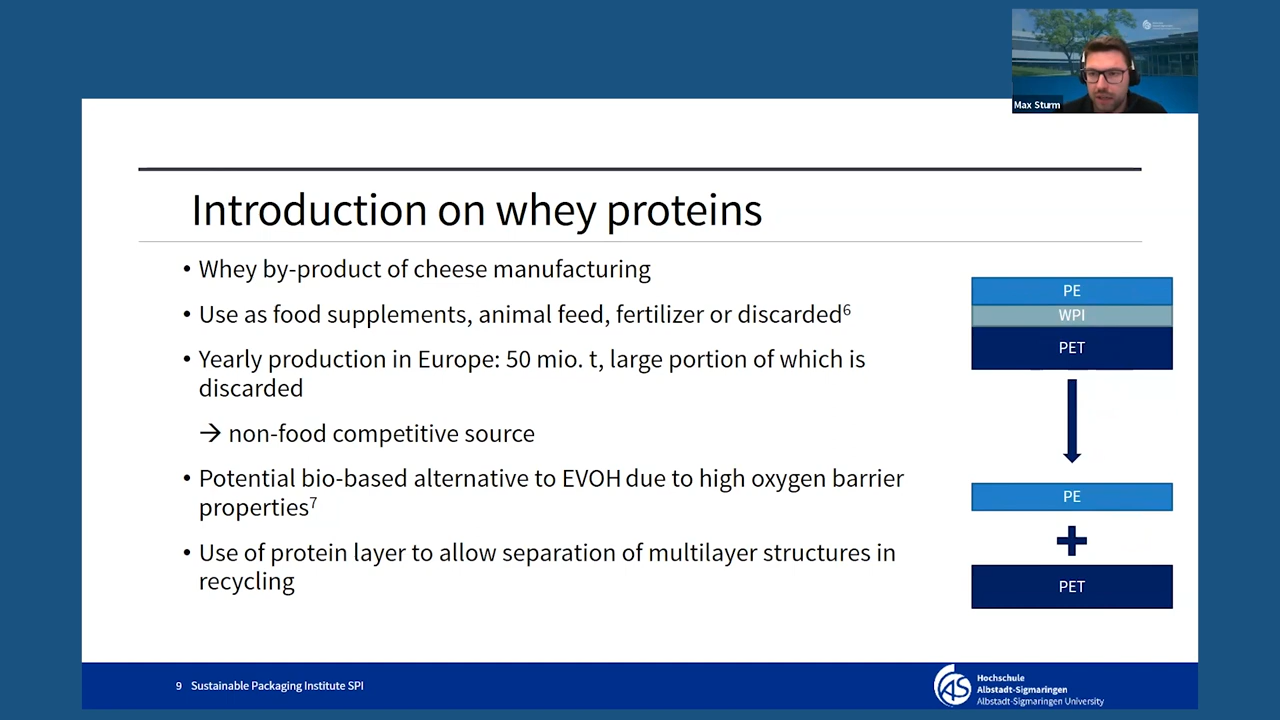 Max Sturm
Introduction on whey proteins
• Whey by-product of cheese manufacturing
• Use as food supplements, animal feed, fertilizer or discarded⁶
• Yearly production in Europe: 50 mio. t, large portion of which is
discarded
→ non-food competitive source
• Potential bio-based alternative to EVOH due to high oxygen barrier
properties⁷
• Use of protein layer to allow separation of multilayer structures in
recycling
PE
WPI
PET
PE
PET
9 Sustainable Packaging Institute SPI
Hochschule
Albstadt-Sigmaringen
Albstadt-Sigmaringen University